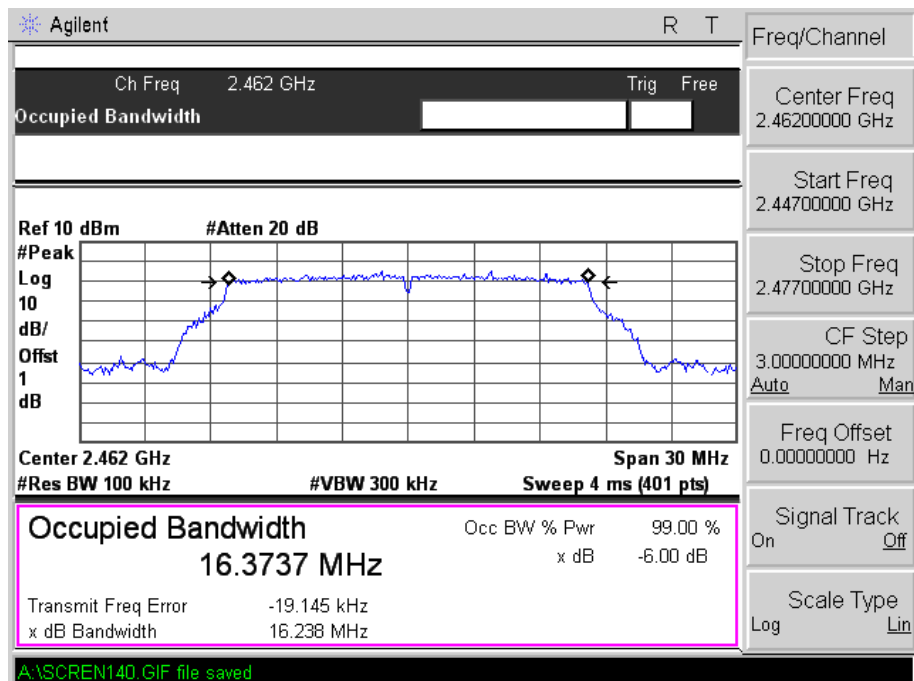 Agilent R T
Ch Freq 2.462 GHz Trig Free
Occupied Bandwidth
Ref 10 dBm #Atten 20 dB
#Peak
Log
10
dB/
Offst
1
dB
Center 2.462 GHz Span 30 MHz
#Res BW 100 kHz #VBW 300 kHz Sweep 4 ms (401 pts)
Occupied Bandwidth Occ BW % Pwr 99.00 %
16.3737 MHz x dB -6.00 dB
Transmit Freq Error -19.145 kHz
x dB Bandwidth 16.238 MHz
A:\SCREN140.GIF file saved
Freq/Channel
Center Freq
2.46200000 GHz
Start Freq
2.44700000 GHz
Stop Freq
2.47700000 GHz
CF Step
3.00000000 MHz
Auto Man
Freq Offset
0.00000000 Hz
Signal Track
On Off
Scale Type
Log Lin